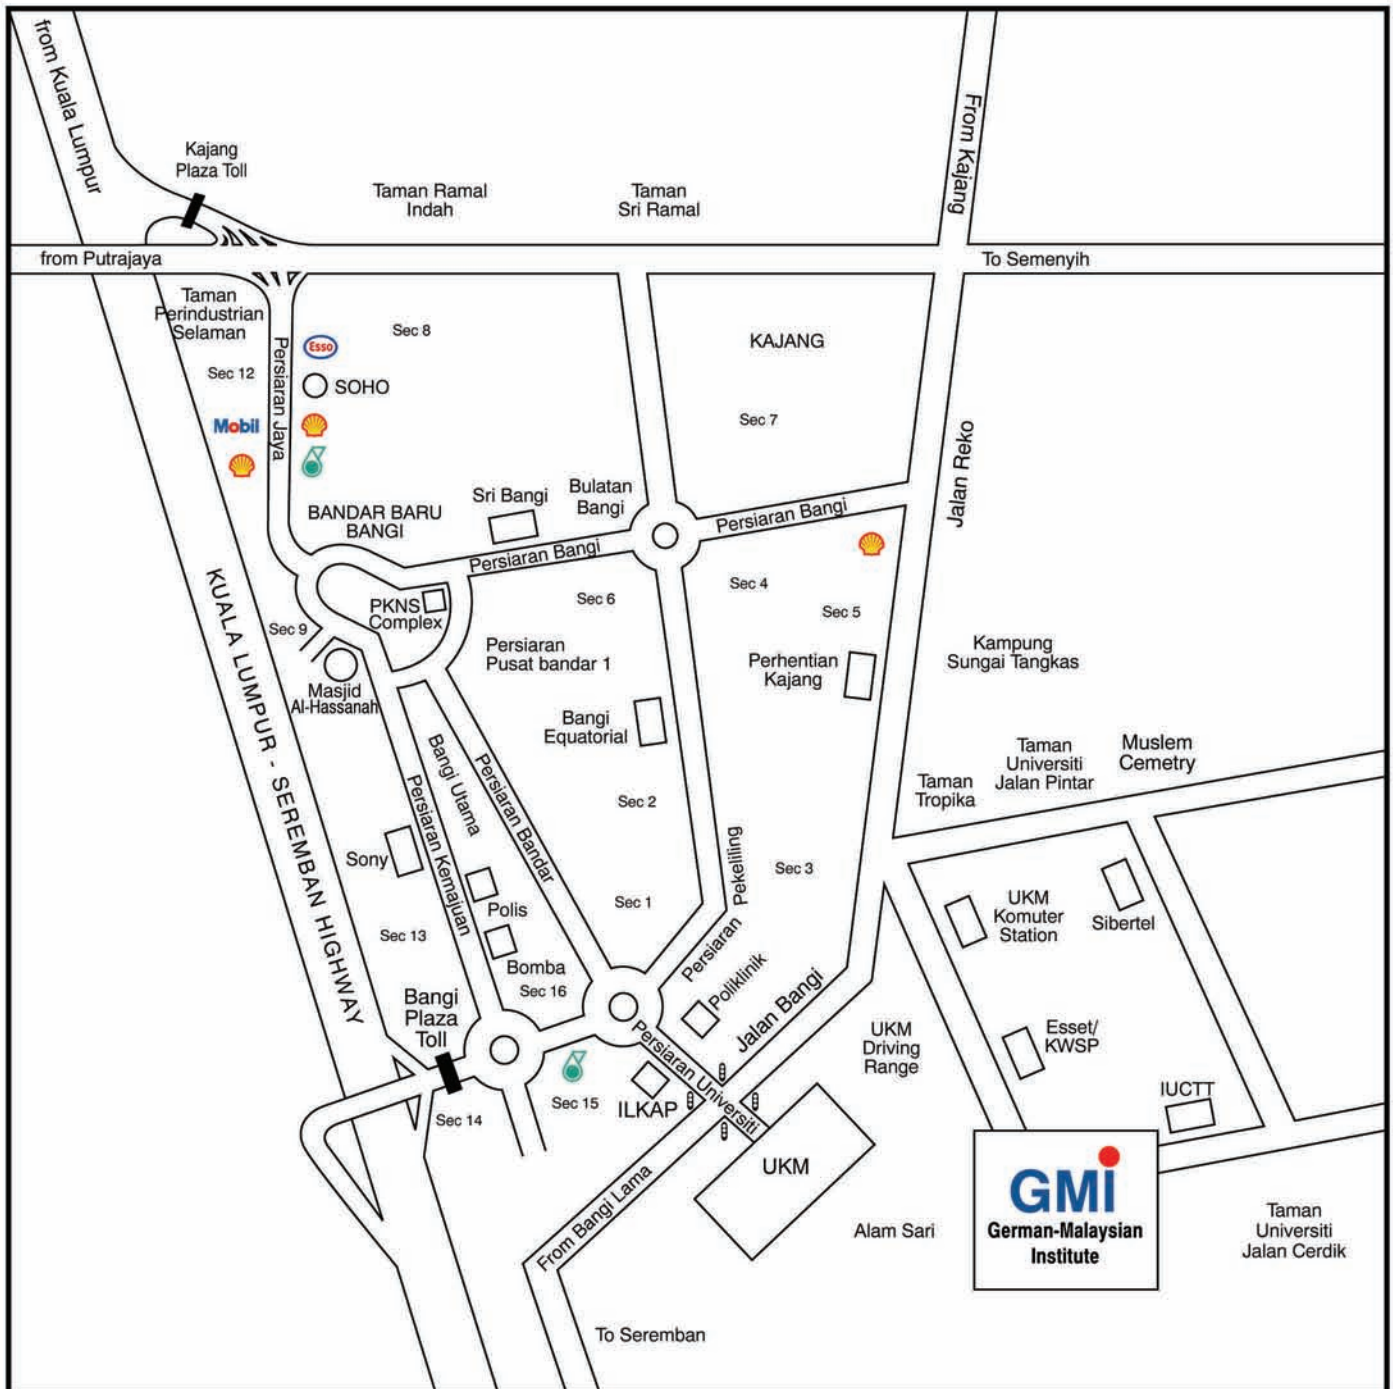 from Kuala Lumpur
Kajang
Plaza Toll
Taman Ramal
Indah
Taman
Sri Ramal
From Kajang
from Putrajaya
To Semenyih
Taman
Perindustrian
Selaman
Sec 8
Esso
KAJANG
Sec 12
Persiaran Jaya
SOHO
Mobil
Sec 7
Jalan Reko
Sri Bangi
Bulatan
Bangi
BANDAR BARU
BANGI
Persiaran Bangi
Persiaran Bangi
KUALA LUMPUR - SEREMBAN HIGHWAY
PKNS
Complex
Sec 6
Sec 4
Sec 5
Sec 9
Persiaran
Pusat bandar 1
Perhentian
Kajang
Kampung
Sungai Tangkas
Masjid
Al-Hassanah
Bangi
Equatorial
Bangi Utama
Persiaran Bandar
Persiaran Kemajuan
Taman
Universiti
Jalan Pintar
Muslem
Cemetry
Taman
Tropika
Sec 2
Sony
Persiaran Pekeliling
Sec 3
Sec 1
Polis
UKM
Komuter
Station
Sibertel
Sec 13
Bomba
Sec 16
Poliklinik
Jalan Bangi
Bangi
Plaza
Toll
Persiaran Universiti
UKM
Driving
Range
Esset/
KWSP
Sec 14
Sec 15
ILKAP
IUCTT
UKM
From Bangi Lama
GMI
German-Malaysian
Institute
Alam Sari
Taman
Universiti
Jalan Cerdik
To Seremban